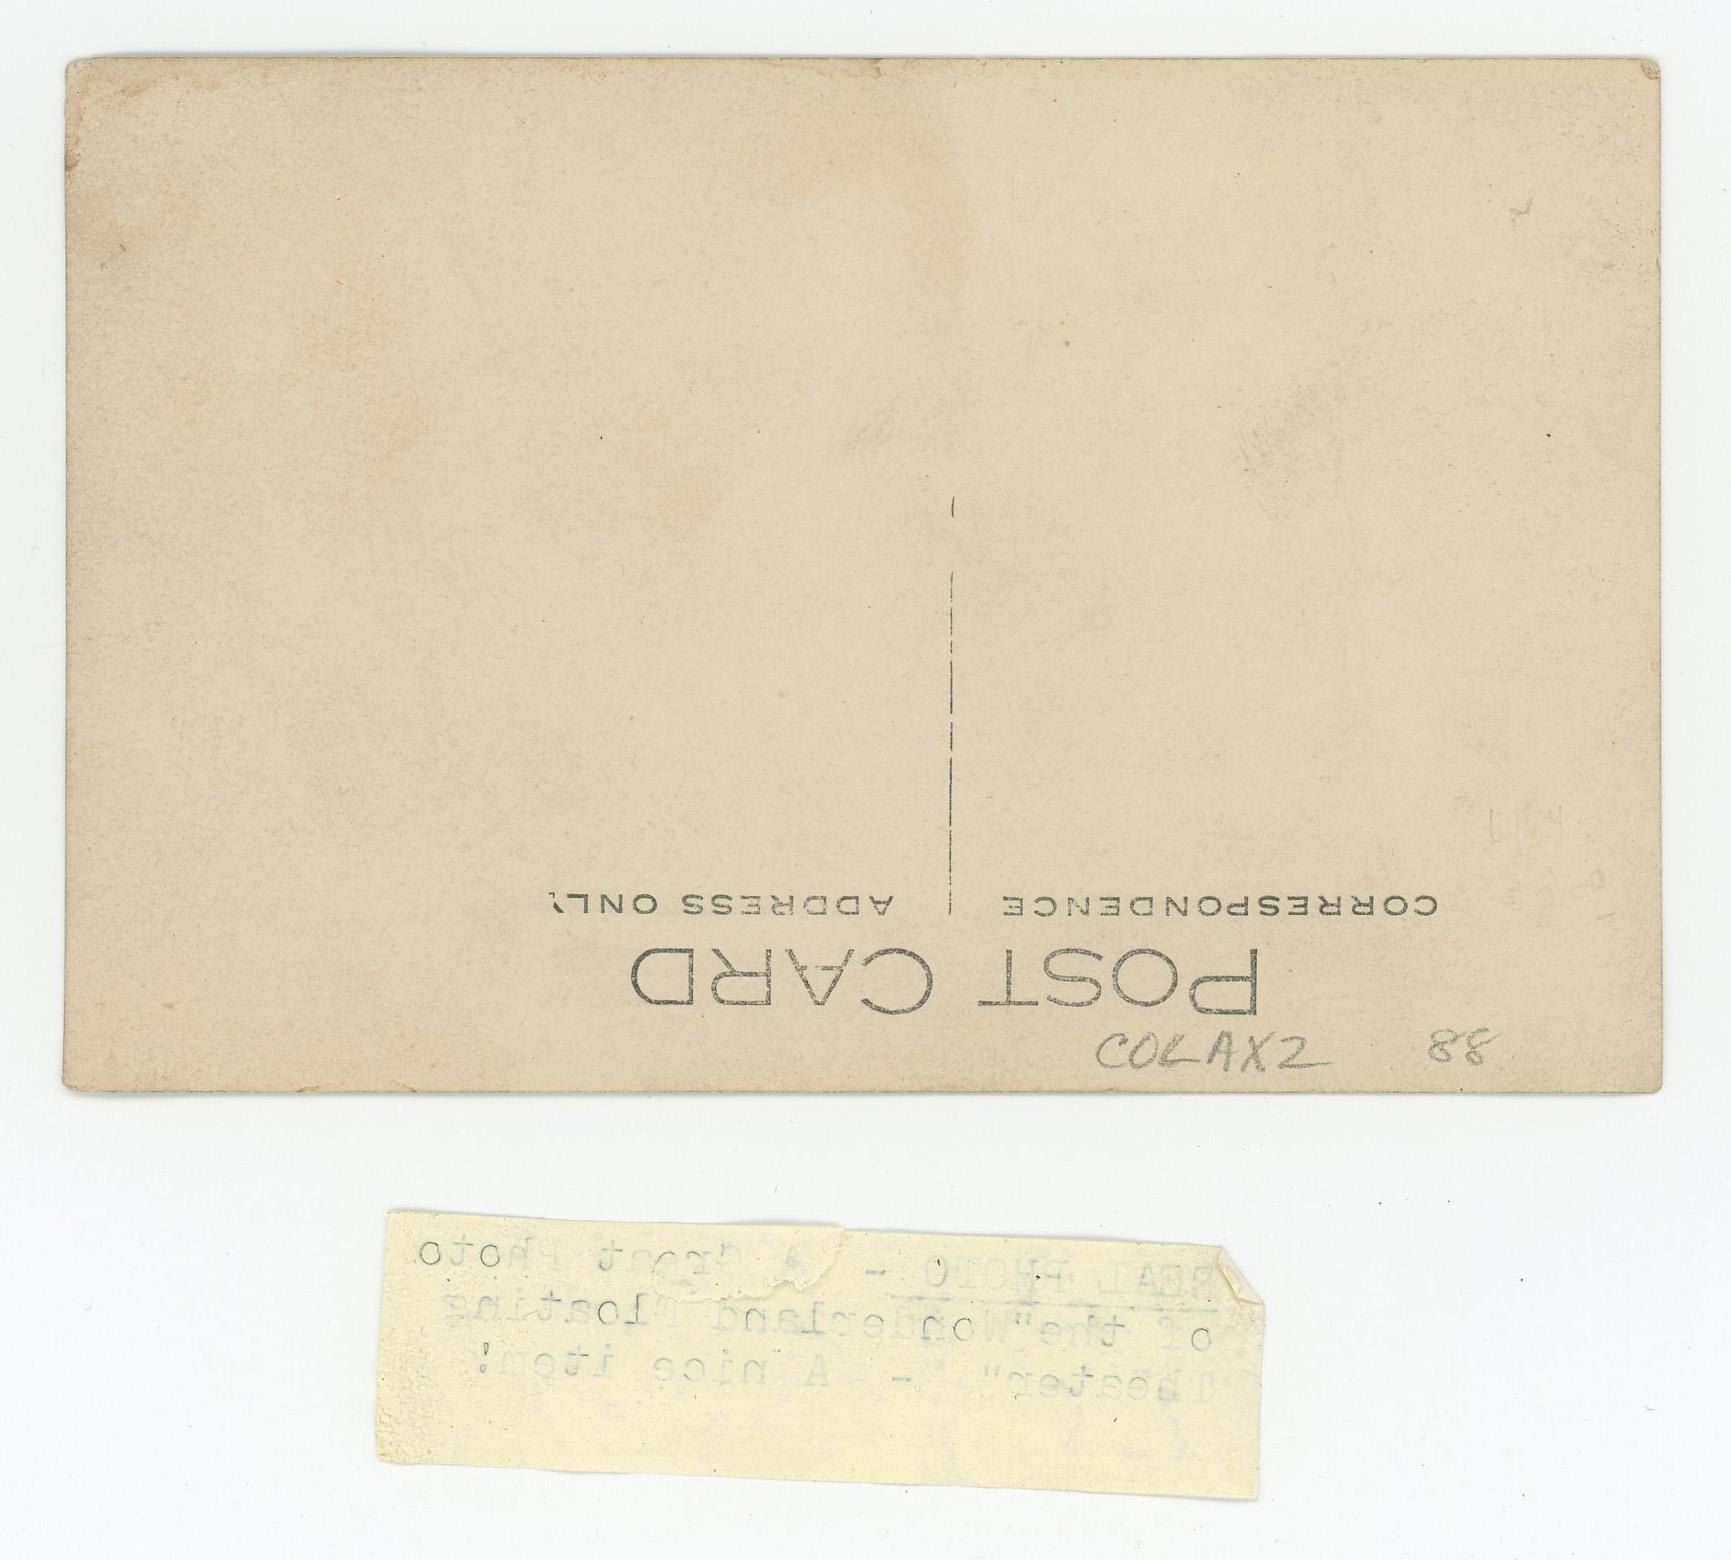 POST CARD
CORRESPONDENCE
ADDRESS ONLY
COLAX2 88
REAL PHOTO - A Great Photo
of the "Wonderland Floating
Theater" - A nice item!